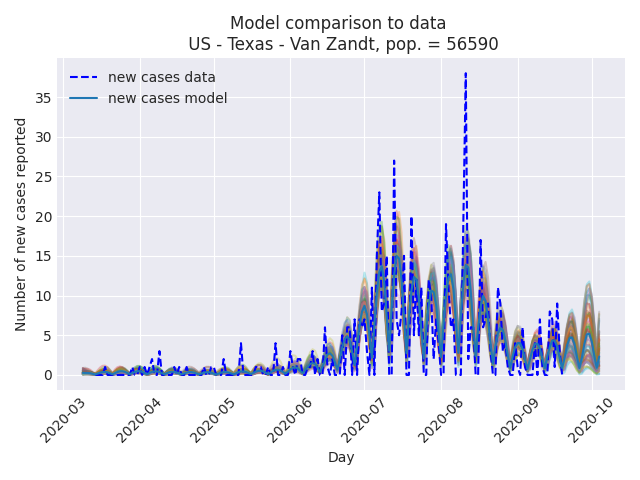 Model comparison to data
US - Texas - Van Zandt, pop. = 56590
new cases data
new cases model
Number of new cases reported
35
30
25
20
15
10
5
0
2020-03
2020-04
2020-05
2020-06
2020-07
2020-08
2020-09
2020-10
Day